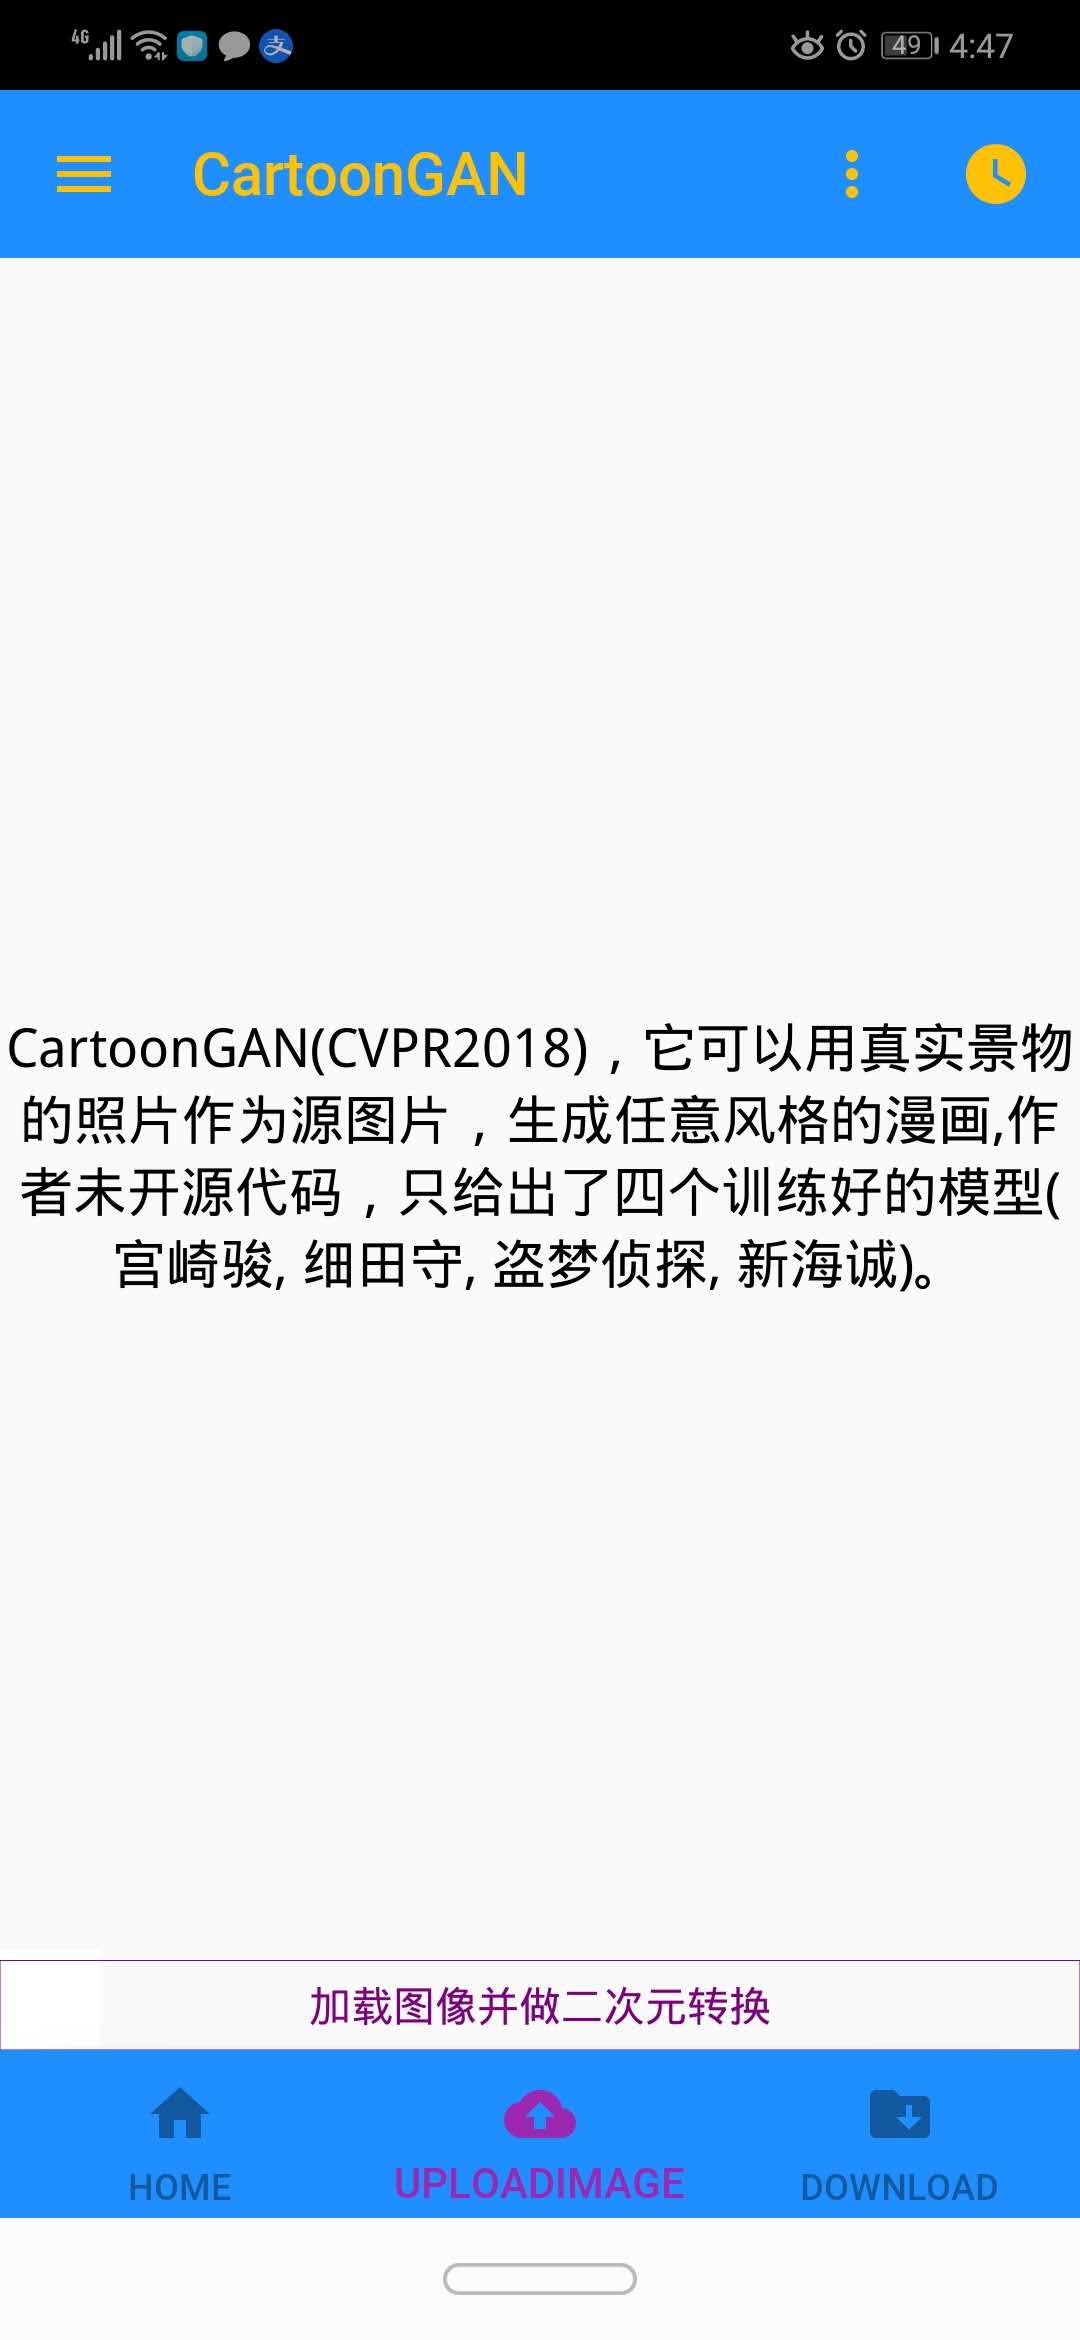 4G 49 4:47
CartoonGAN
CartoonGAN(CVPR2018)，它可以用真实景物
的照片作为源图片，生成任意风格的漫画,作
者未开源代码，只给出了四个训练好的模型(
宫崎骏, 细田守, 盗梦侦探, 新海诚)。
加载图像并做二次元转换
HOME UPLOADIMAGE DOWNLOAD